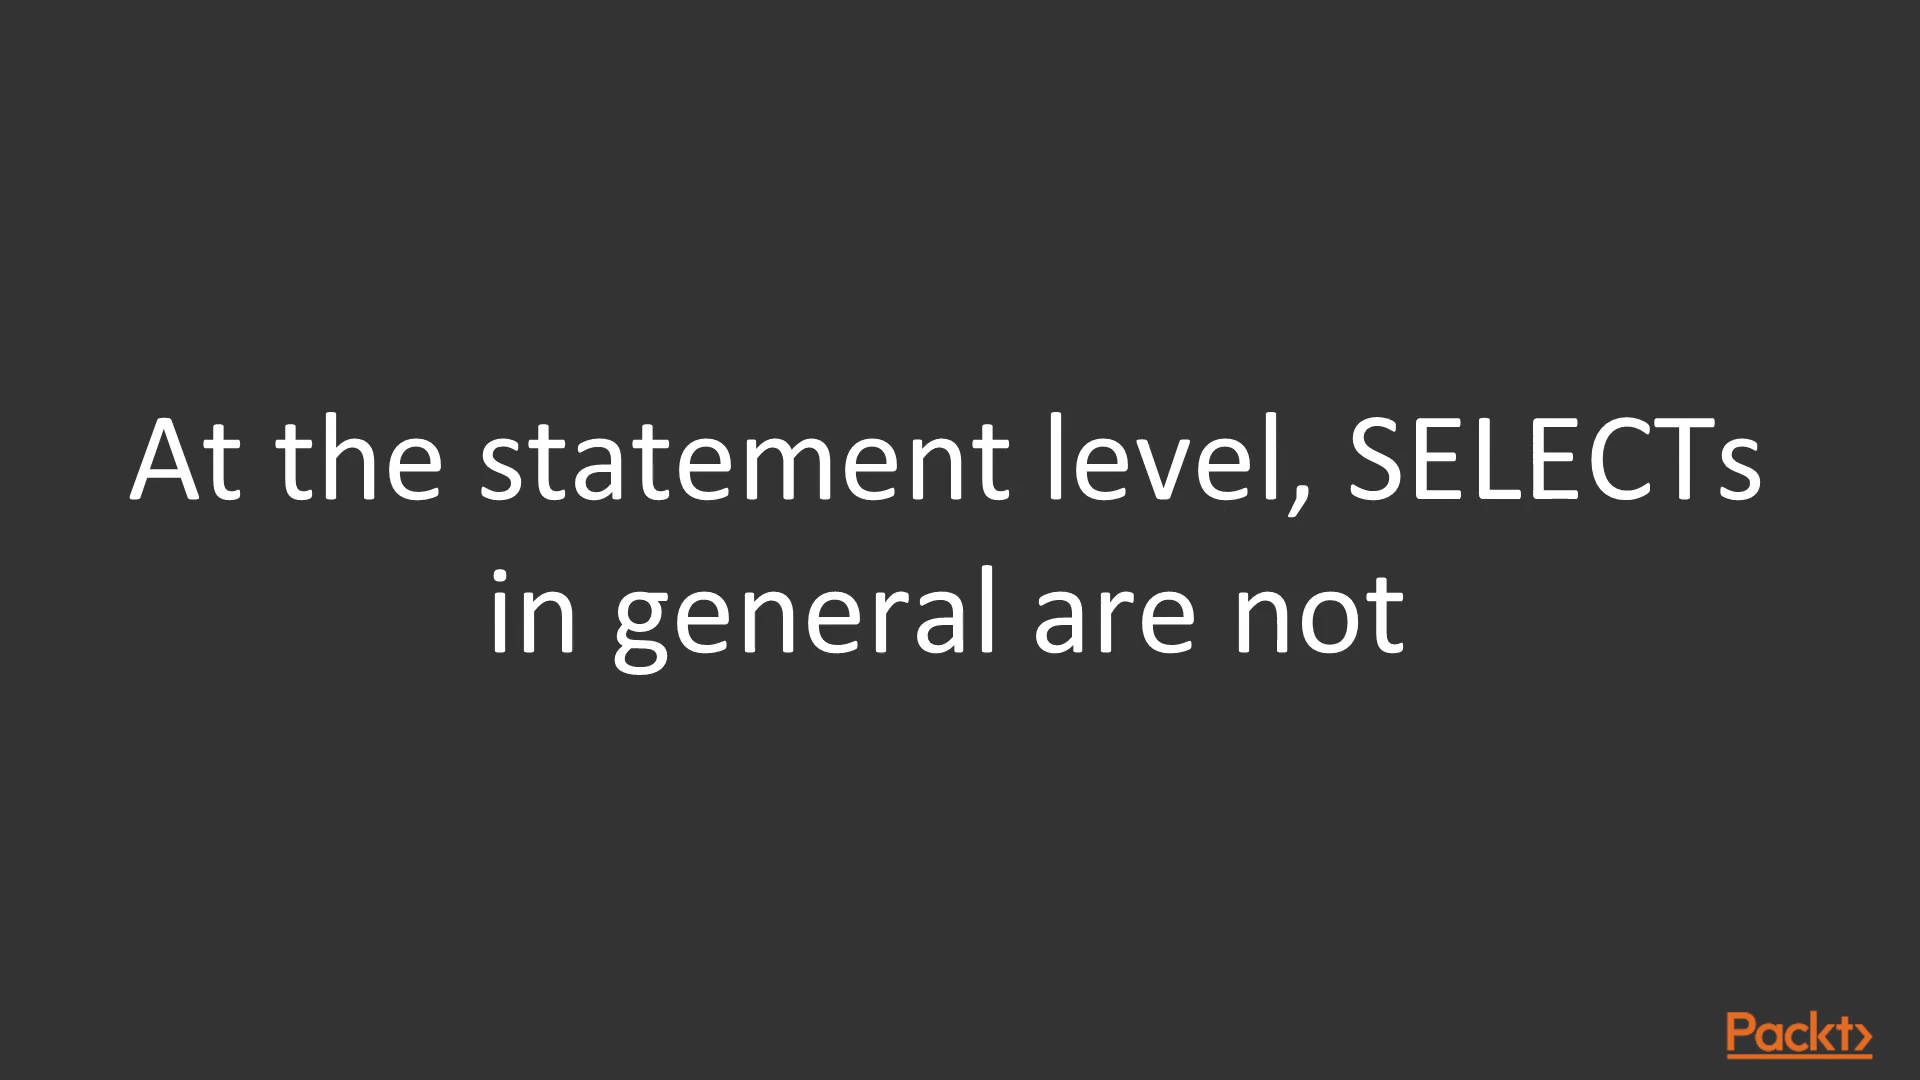 At the statement level, SELECTs
in general are not
Packt>